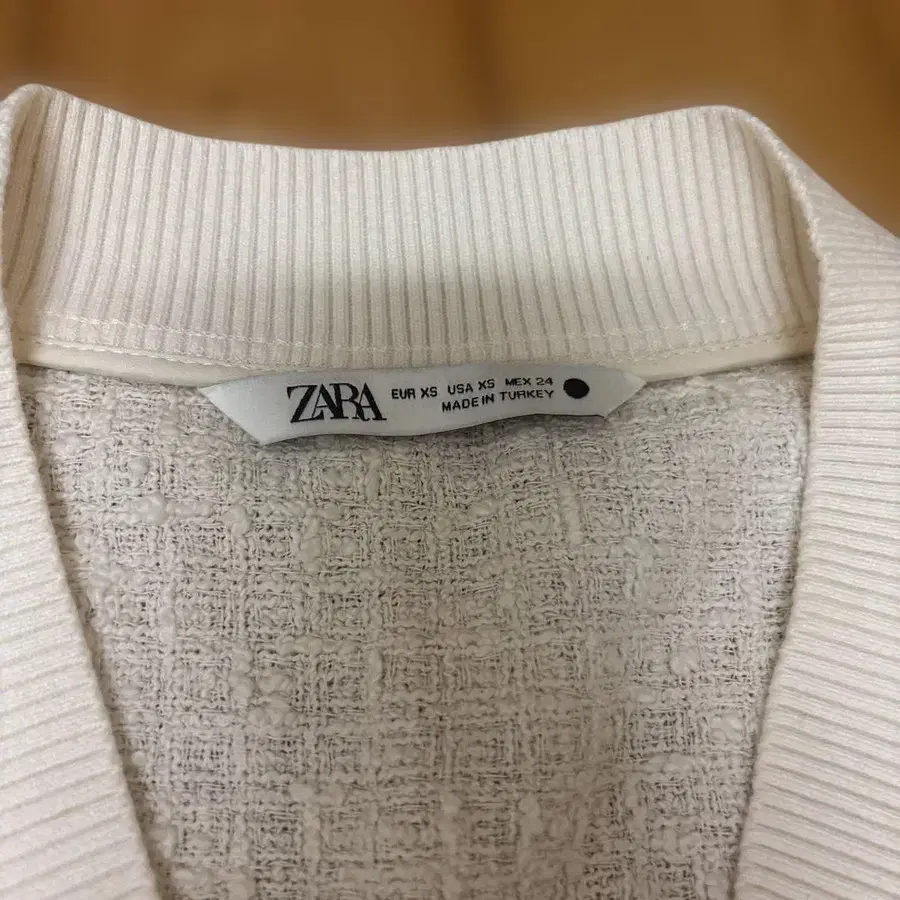 ZARA
EUR XS USA XS MEX 24
MADE IN TURKEY